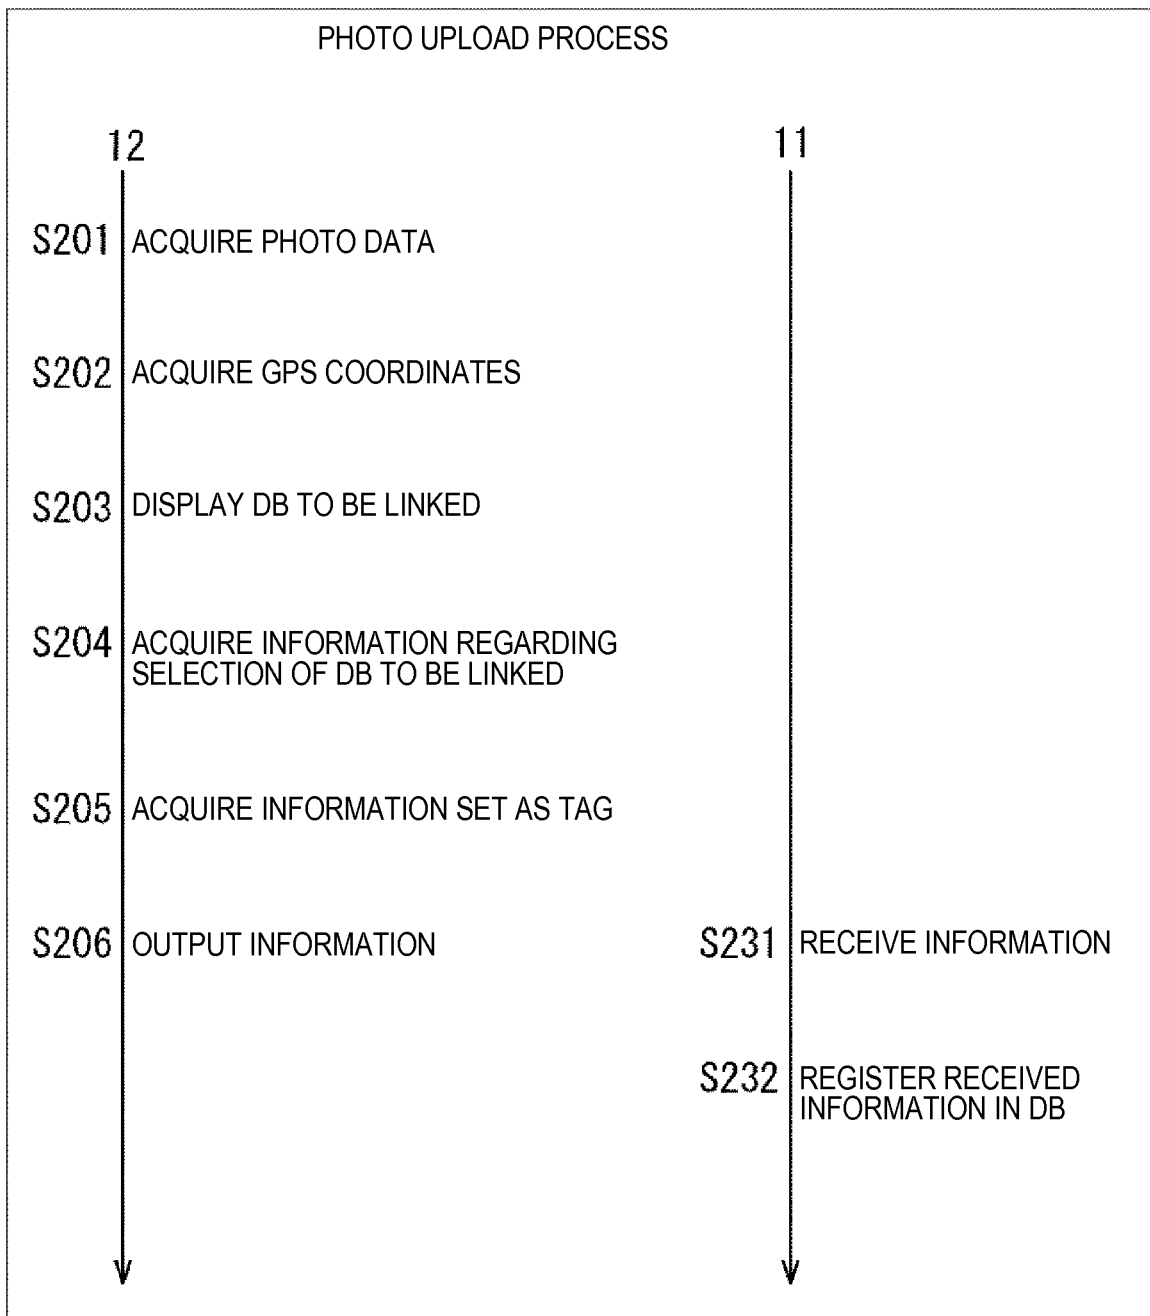 PHOTO UPLOAD PROCESS
12
11
S201 ACQUIRE PHOTO DATA
S202 ACQUIRE GPS COORDINATES
S203 DISPLAY DB TO BE LINKED
S204 ACQUIRE INFORMATION REGARDING
SELECTION OF DB TO BE LINKED
S205 ACQUIRE INFORMATION SET AS TAG
S206 OUTPUT INFORMATION
S231 RECEIVE INFORMATION
S232 REGISTER RECEIVED
INFORMATION IN DB